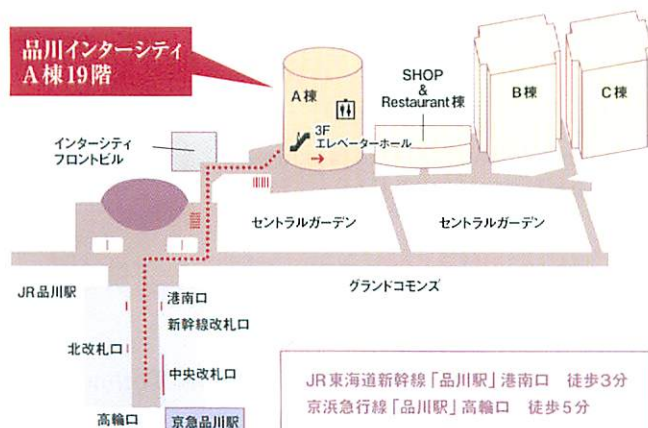 品川インターシティ
A棟19階
A棟
3F
エレベーターホール
SHOP
&
Restaurant棟
B棟
C棟
インターシティ
フロントビル
セントラルガーデン
セントラルガーデン
グランドコモンズ
JR品川駅
港南口
新幹線改札口
北改札口
中央改札口
高輪口
京急品川駅
JR東海道新幹線「品川駅」港南口 徒歩3分
京浜急行線「品川駅」高輪口 徒歩5分